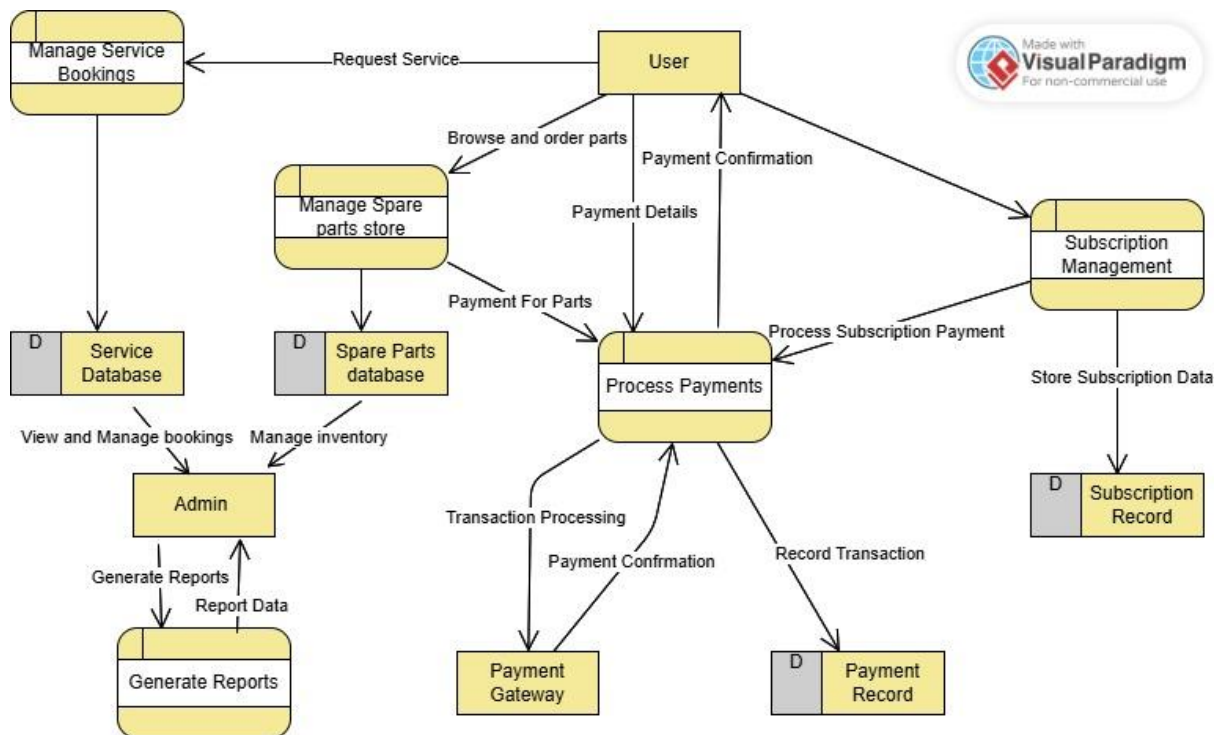 Manage Service
Bookings
Request Service
User
Made with
Visual Paradigm
For non-commercial use
Browse and order parts
Payment Confirmation
Manage Spare
parts store
Payment Details
Subscription
Management
Payment For Parts
Process Subscription Payment
D
Service
Database
D
Spare Parts
database
Process Payments
Store Subscription Data
View and Manage bookings
Manage inventory
Admin
D
Subscription
Record
Transaction Processing
Payment Confrmation
Record Transaction
Generate Reports
Report Data
Generate Reports
Payment
Gateway
D
Payment
Record